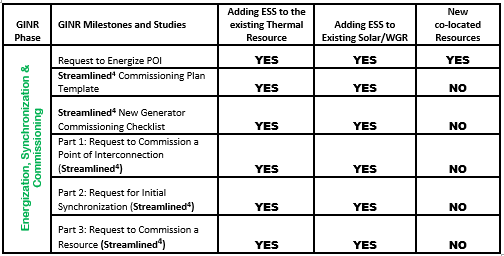 GINR Phase
GINR Milestones and Studies
Adding ESS to the existing Thermal Resource
Adding ESS to Existing Solar/WGR
New co-located Resources
Energization, Synchronization & Commissioning
Request to Energize POI
YES
YES
YES
Streamlined⁴ Commissioning Plan
Template
YES
YES
NO
Streamlined⁴ New Generator
Commissioning Checklist
YES
YES
NO
Part 1: Request to Commission a
Point of Interconnection
(Streamlined⁴)
YES
YES
NO
Part 2: Request for Initial
Synchronization (Streamlined⁴)
YES
YES
NO
Part 3: Request to Commission a
Resource (Streamlined⁴)
YES
YES
NO